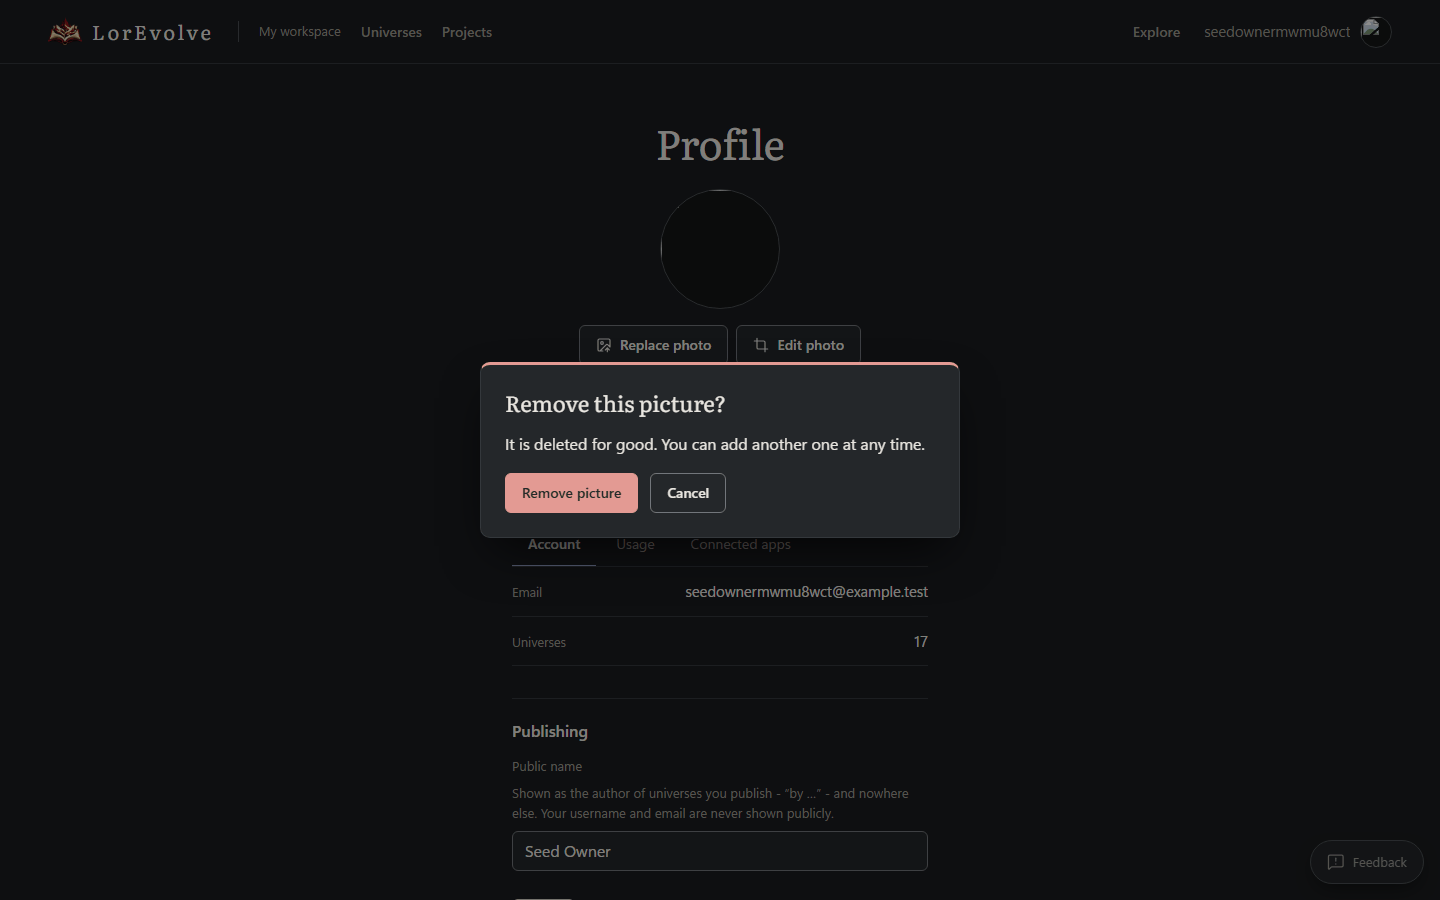 LorEvolve
My workspace
Universes
Projects
Explore
seedownermwmu8wct
Profile
Replace photo
Edit photo
Remove this picture?
It is deleted for good. You can add another one at any time.
Remove picture
Cancel
Account
Usage
Connected apps
Email
seedownermwmu8wct@example.test
Universes
17
Publishing
Public name
Shown as the author of universes you publish - “by …” - and nowhere
else. Your username and email are never shown publicly.
Seed Owner
Feedback